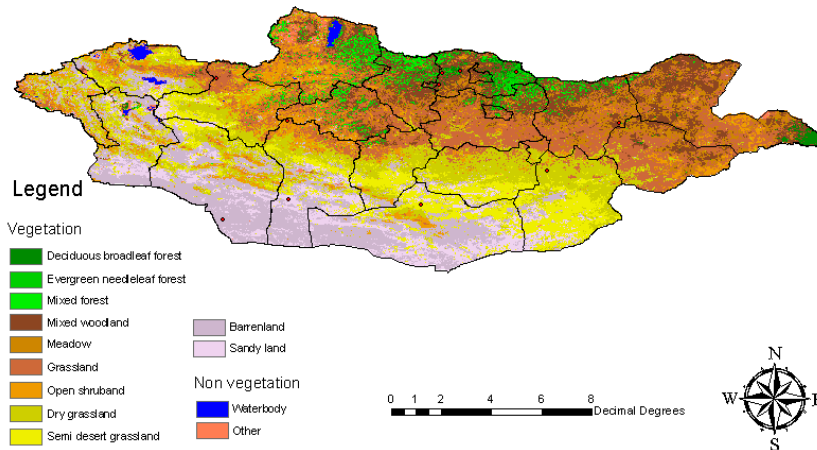 Legend
Vegetation
Deciduous broadleaf forest
Evergreen needleleaf forest
Mixed forest
Mixed woodland
Meadow
Grassland
Open shruband
Dry grassland
Semi desert grassland
Barrenland
Sandy land
Non vegetation
Waterbody
Other
0 1 2 4 6 8
Decimal Degrees
N
W E
S